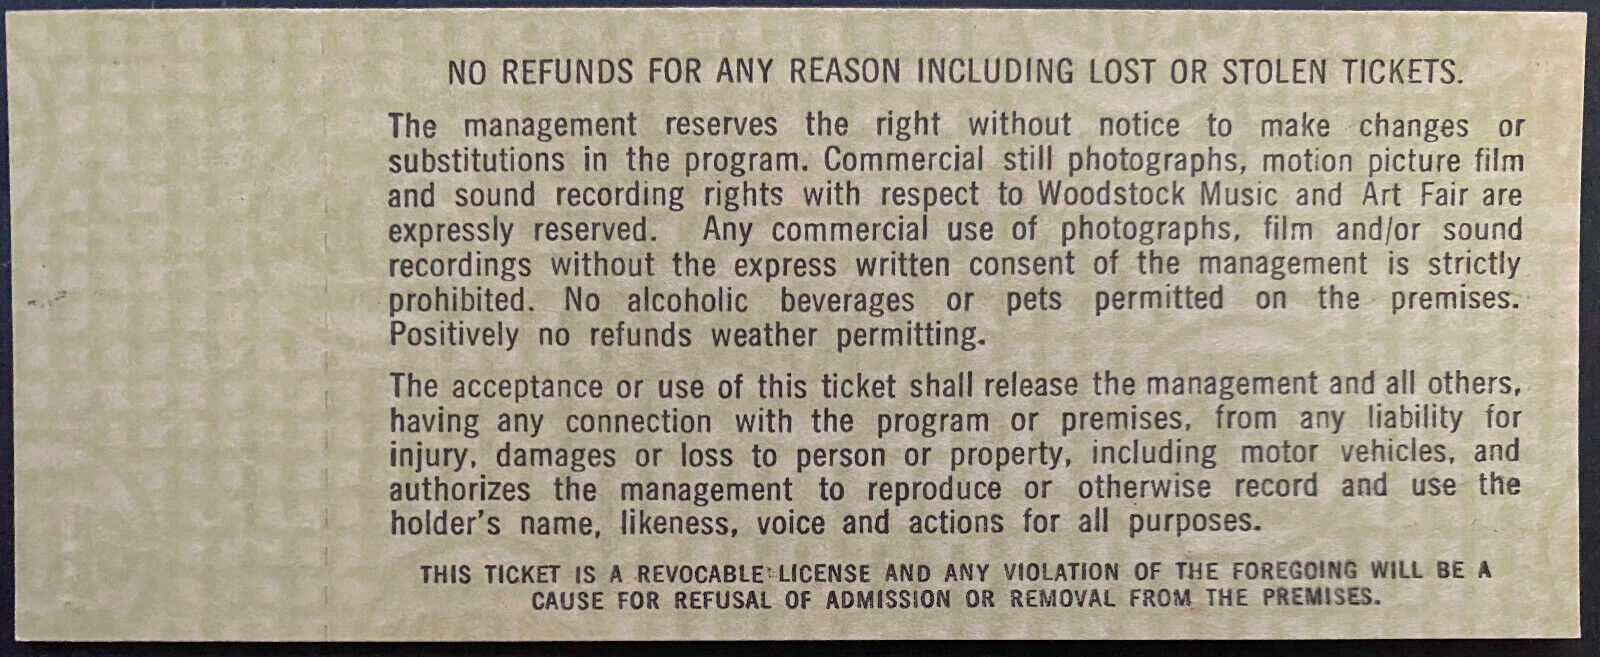 NO REFUNDS FOR ANY REASON INCLUDING LOST OR STOLEN TICKETS.
The management reserves the right without notice to make changes or
substitutions in the program. Commercial still photographs, motion picture film
and sound recording rights with respect to Woodstock Music and Art Fair are
expressly reserved. Any commercial use of photographs, film and/or sound
recordings without the express written consent of the management is strictly
prohibited. No alcoholic beverages or pets permitted on the premises.
Positively no refunds weather permitting.
The acceptance or use of this ticket shall release the management and all others,
having any connection with the program or premises, from any liability for
injury, damages or loss to person or property, including motor vehicles, and
authorizes the management to reproduce or otherwise record and use the
holder's name, likeness, voice and actions for all purposes.
THIS TICKET IS A REVOCABLE LICENSE AND ANY VIOLATION OF THE FOREGOING WILL BE A
CAUSE FOR REFUSAL OF ADMISSION OR REMOVAL FROM THE PREMISES.